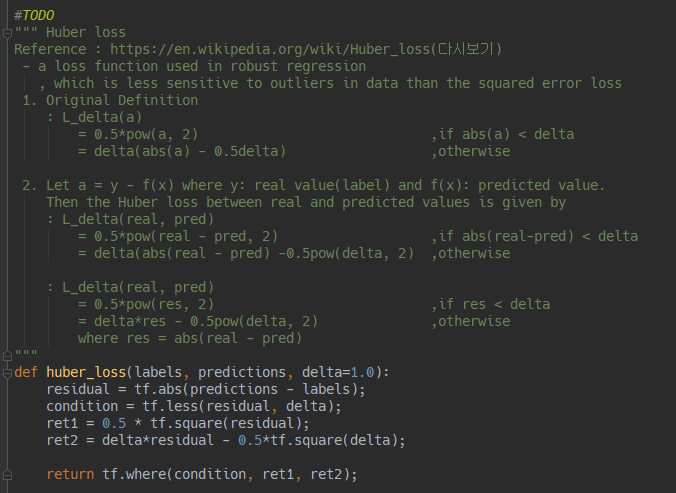 #TODO
""" Huber loss
Reference : https://en.wikipedia.org/wiki/Huber_loss(다시보기)
 - a loss function used in robust regression
   , which is less sensitive to outliers in data than the squared error loss
 1. Original Definition
    : L_delta(a)
        = 0.5*pow(a, 2)                             ,if abs(a) < delta
        = delta(abs(a) - 0.5delta)                  ,otherwise
 2. Let a = y - f(x) where y: real value(label) and f(x): predicted value.
    Then the Huber loss between real and predicted values is given by
    : L_delta(real, pred)
        = 0.5*pow(real - pred, 2)                   ,if abs(real-pred) < delta
        = delta(abs(real - pred) -0.5pow(delta, 2)  ,otherwise
    : L_delta(real, pred)
        = 0.5*pow(res, 2)                           ,if res < delta
        = delta*res - 0.5pow(delta, 2)              ,otherwise
        where res = abs(real - pred)
"""
def huber_loss(labels, predictions, delta=1.0):
    residual = tf.abs(predictions - labels);
    condition = tf.less(residual, delta);
    ret1 = 0.5 * tf.square(residual);
    ret2 = delta*residual - 0.5*tf.square(delta);
    return tf.where(condition, ret1, ret2);